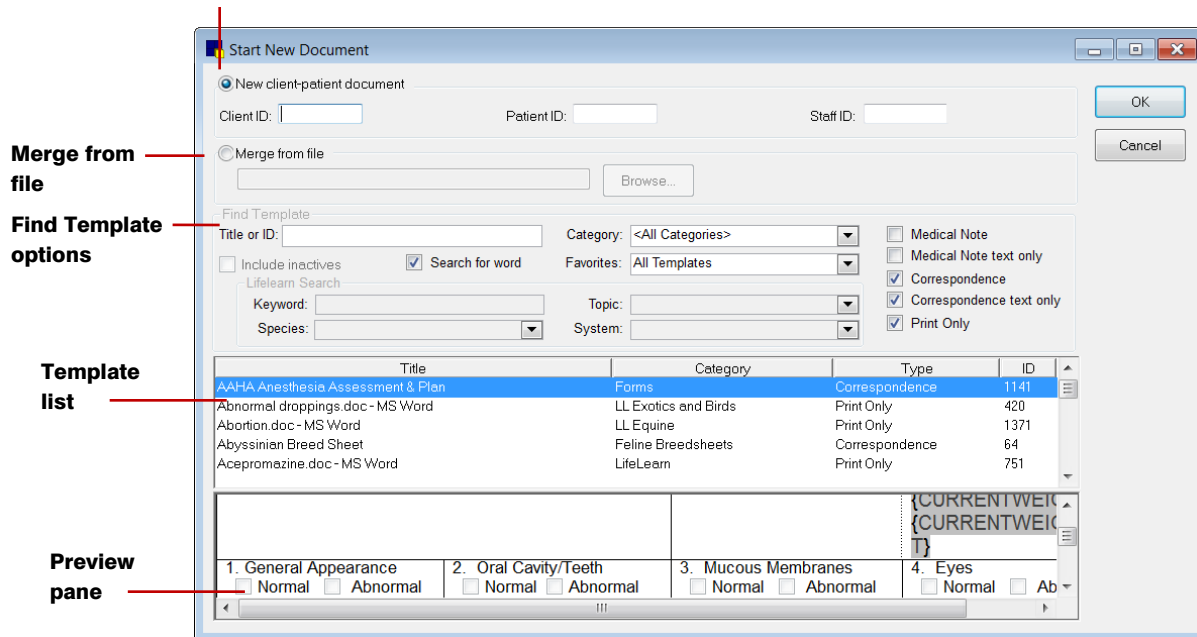 Start New Document
New client-patient document
Client ID: Patient ID: Staff ID:
OK
Cancel
Merge from
file
Merge from file
Browse...
Find Template
options
Find Template
Title or ID: Category: <All Categories> Medical Note
Include inactives Search for word Favorites: All Templates Medical Note text only
Lifelearn Search Correspondence
Keyword: Topic: Correspondence text only
Species: System: Print Only
Template
list
Title Category Type ID
AAHA Anesthesia Assessment & Plan Forms Correspondence 1141
Abnormal droppings.doc - MS Word LL Exotics and Birds Print Only 420
Abortion.doc - MS Word LL Equine Print Only 1371
Abyssinian Breed Sheet Feline Breedsheets Correspondence 64
Acepromazine.doc - MS Word LifeLearn Print Only 751
Preview
pane
{CURRENTWEIG
{CURRENTWEIG
T}
1. General Appearance 2. Oral Cavity/Teeth 3. Mucous Membranes 4. Eyes
Normal Abnormal Normal Abnormal Normal Abnormal Normal Ab